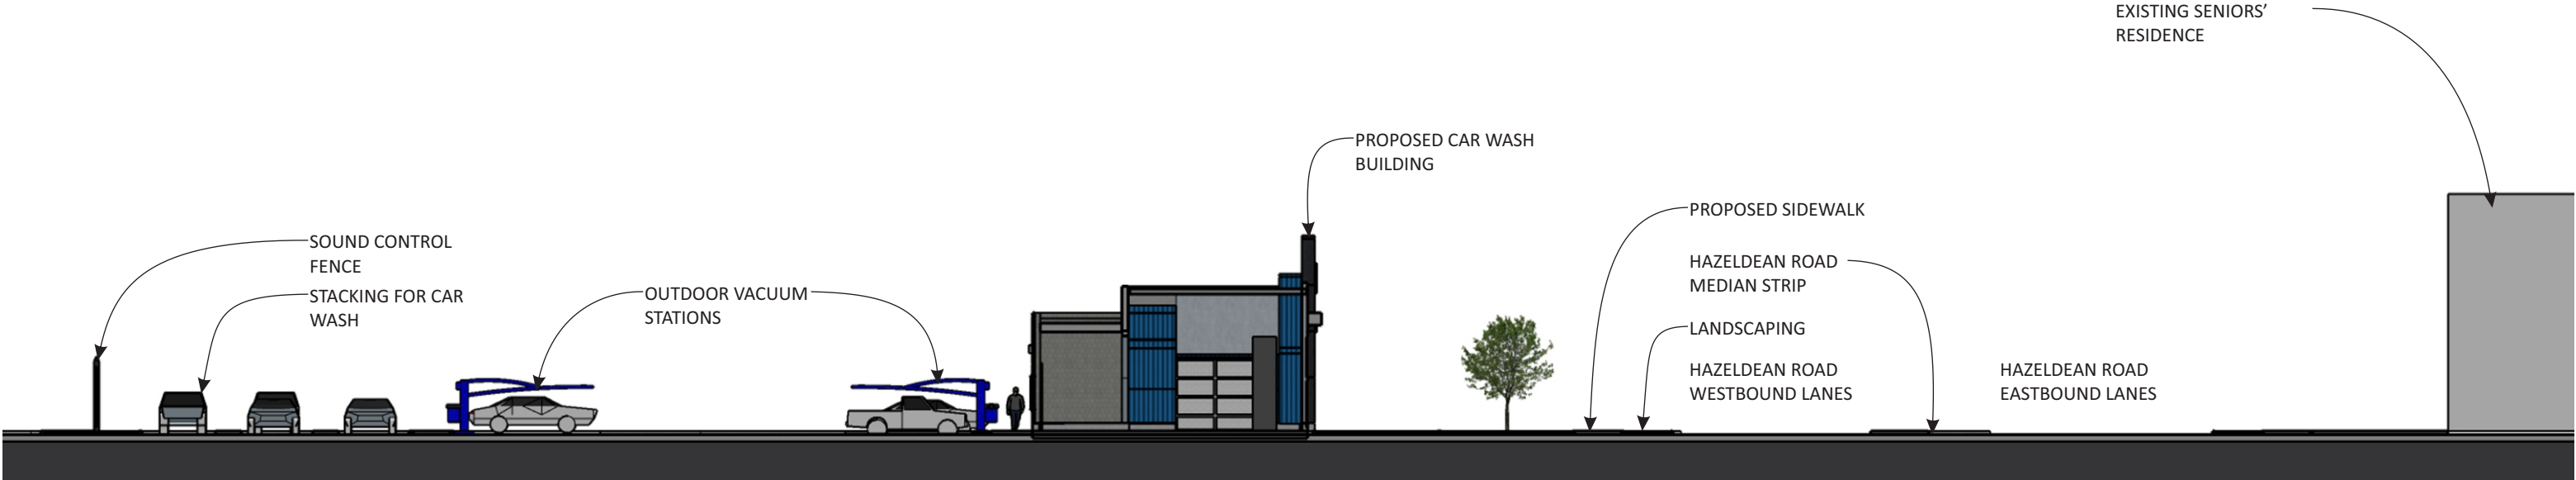 EXISTING SENIORS’
RESIDENCE
PROPOSED CAR WASH
BUILDING
PROPOSED SIDEWALK
SOUND CONTROL
FENCE
HAZELDEAN ROAD
MEDIAN STRIP
STACKING FOR CAR
WASH
OUTDOOR VACUUM
STATIONS
LANDSCAPING
HAZELDEAN ROAD
WESTBOUND LANES
HAZELDEAN ROAD
EASTBOUND LANES